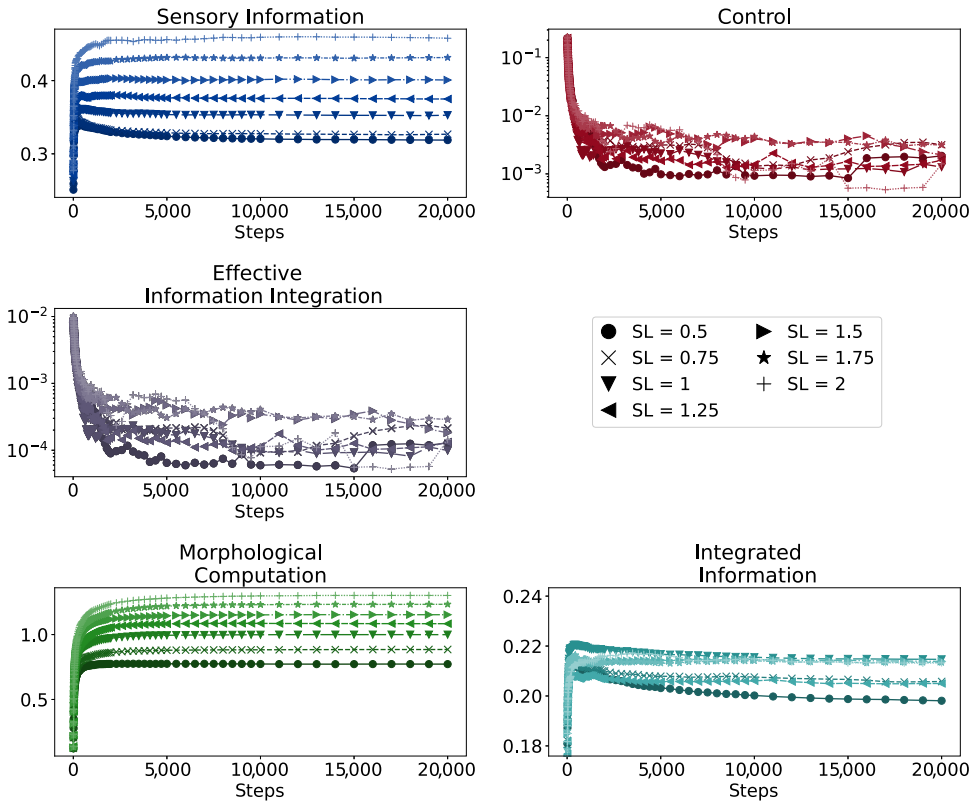 Sensory Information
0.4
0.3
0 5,000 10,000 15,000 20,000
Steps
Control
10⁻¹
10⁻²
10⁻³
0 5,000 10,000 15,000 20,000
Steps
Effective
Information Integration
10⁻²
10⁻³
10⁻⁴
0 5,000 10,000 15,000 20,000
Steps
SL = 0.5
SL = 0.75
SL = 1
SL = 1.25
SL = 1.5
SL = 1.75
SL = 2
Morphological
Computation
1.0
0.5
0 5,000 10,000 15,000 20,000
Steps
Integrated
Information
0.24
0.22
0.20
0.18
0 5,000 10,000 15,000 20,000
Steps